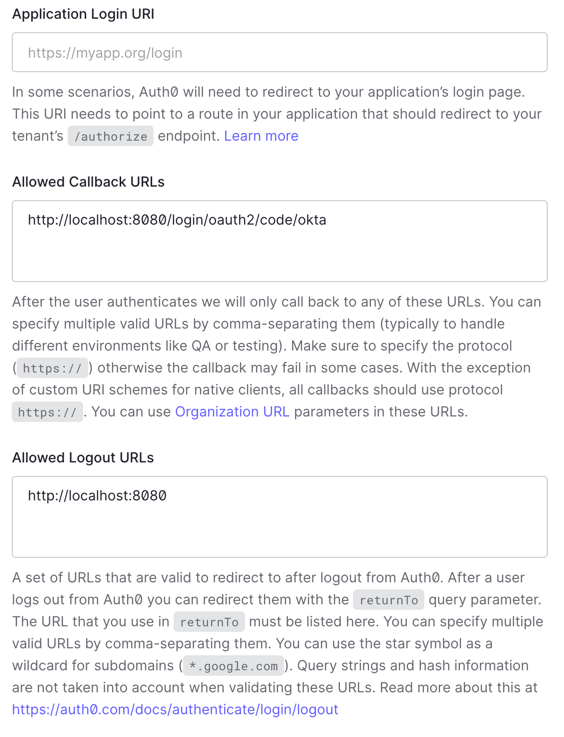 Application Login URI
https://myapp.org/login
In some scenarios, Auth0 will need to redirect to your application’s login page.
This URI needs to point to a route in your application that should redirect to your
tenant’s /authorize endpoint. Learn more
Allowed Callback URLs
http://localhost:8080/login/oauth2/code/okta
After the user authenticates we will only call back to any of these URLs. You can
specify multiple valid URLs by comma-separating them (typically to handle
different environments like QA or testing). Make sure to specify the protocol
(https://) otherwise the callback may fail in some cases. With the exception
of custom URI schemes for native clients, all callbacks should use protocol
https://. You can use Organization URL parameters in these URLs.
Allowed Logout URLs
http://localhost:8080
A set of URLs that are valid to redirect to after logout from Auth0. After a user
logs out from Auth0 you can redirect them with the returnTo query parameter.
The URL that you use in returnTo must be listed here. You can specify multiple
valid URLs by comma-separating them. You can use the star symbol as a
wildcard for subdomains (*.google.com). Query strings and hash information
are not taken into account when validating these URLs. Read more about this at
https://auth0.com/docs/authenticate/login/logout